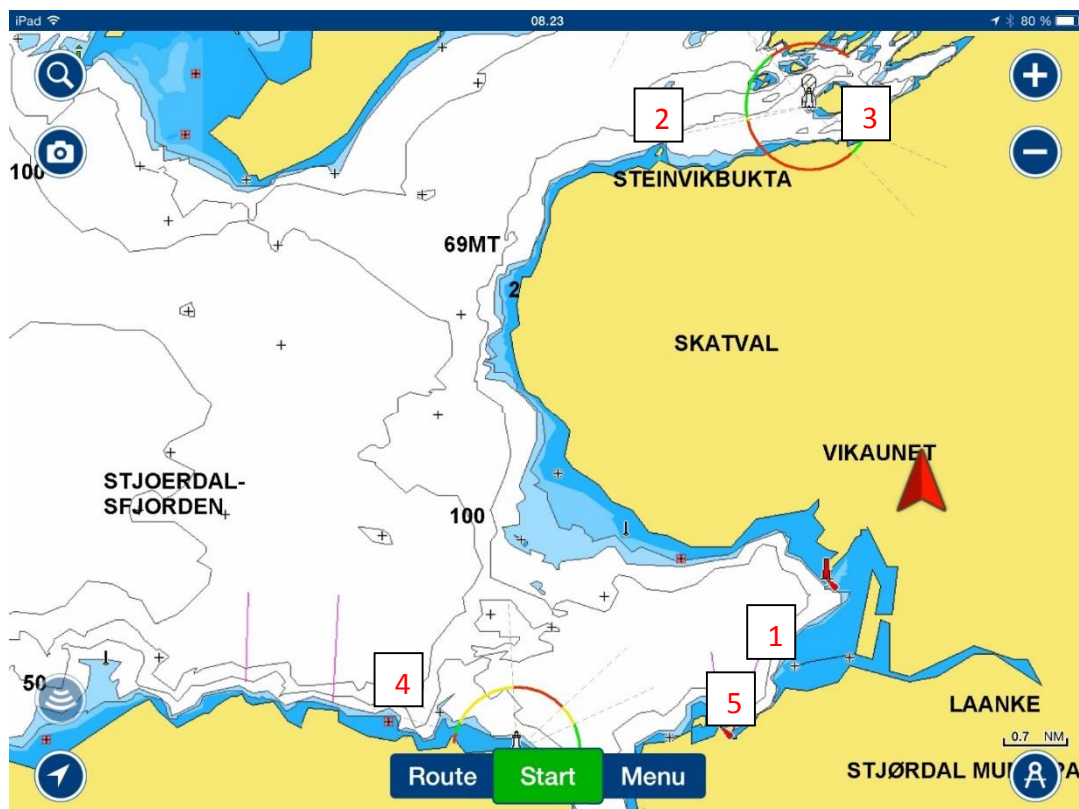 iPad 08.23 80 %
2
3
100
STEINVIKBUKTA
69MT
2
SKATVAL
VIKAUNET
STJOERDAL-
SFJORDEN
100
1
50
4
5
LAANKE
0.7 NM
Route Start Menu
STJØRDAL MU